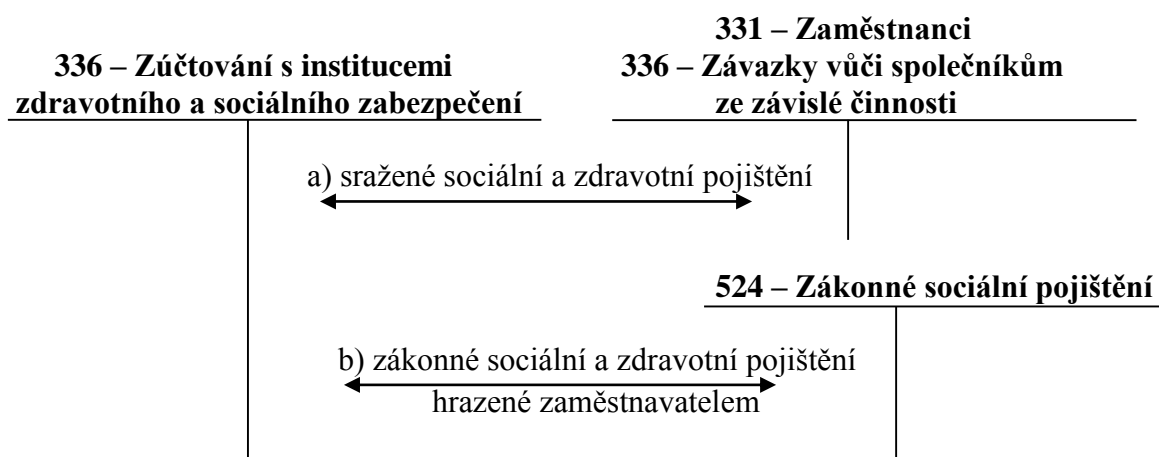 331 – Zaměstnanci
336 – Zúčtování s institucemi
zdravotního a sociálního zabezpečení
336 – Závazky vůči společníkům
ze závislé činnosti
a) sražené sociální a zdravotní pojištění
524 – Zákonné sociální pojištění
b) zákonné sociální a zdravotní pojištění
hrazené zaměstnavatelem